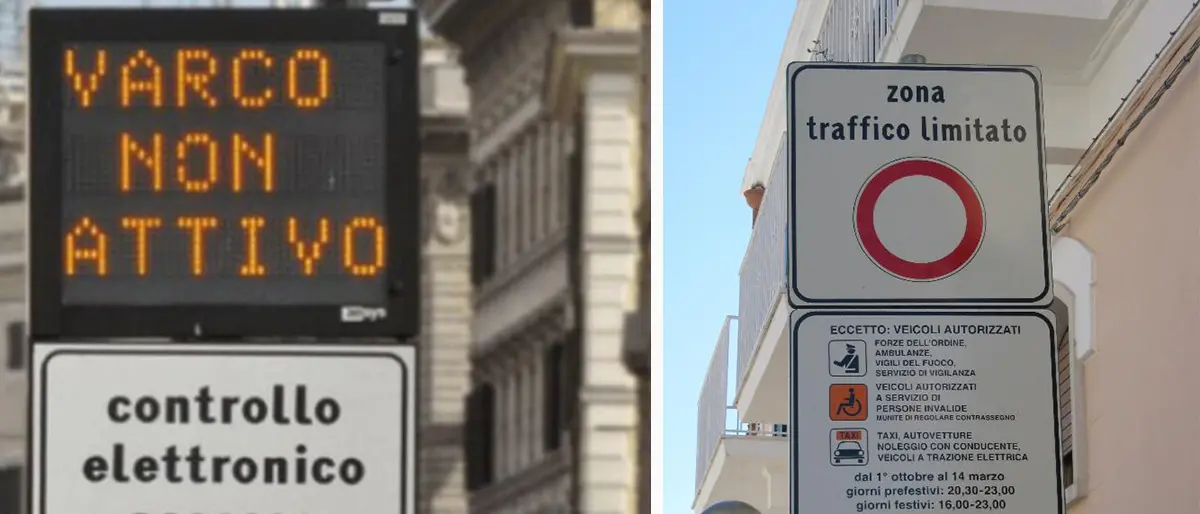 VARCO
NON
ATTIVO
controllo
elettronico
zona
traffico limitato
ECCETTO: VEICOLI AUTORIZZATI
FORZE DELL'ORDINE,
AMBULANZE,
VIGILI DEL FUOCO,
SERVIZIO DI VIGILANZA
VEICOLI AUTORIZZATI
A SERVIZIO DI
PERSONE INVALIDE
MUNITE DI REGOLARE CONTRASSEGNO
TAXI
TAXI, AUTOVETTURE
NOLEGGIO CON CONDUCENTE,
VEICOLI A TRAZIONE ELETTRICA
dal 1° ottobre al 14 marzo
giorni prefestivi: 20,30-23,00
giorni festivi: 16,00-23,00